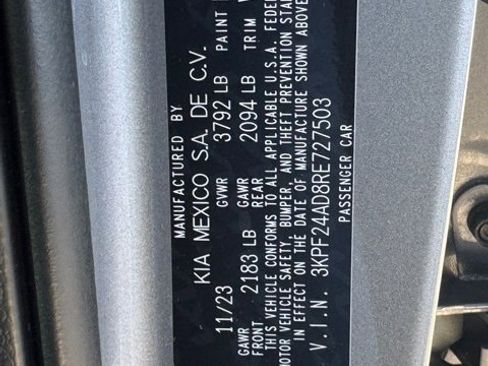 MANUFACTURED BY
KIA MEXICO S.A. DE C.V.
11/23 GVWR 3792 LB PAINT
GAWR FRONT 2183 LB GAWR REAR 2094 LB TRIM
THIS VEHICLE CONFORMS TO ALL APPLICABLE U.S.A. FEDE
MOTOR VEHICLE SAFETY, BUMPER, AND THEFT PREVENTION STA
IN EFFECT ON THE DATE OF MANUFACTURE SHOWN ABOVE
V.I.N. 3KPF24AD8RE727503
PASSENGER CAR